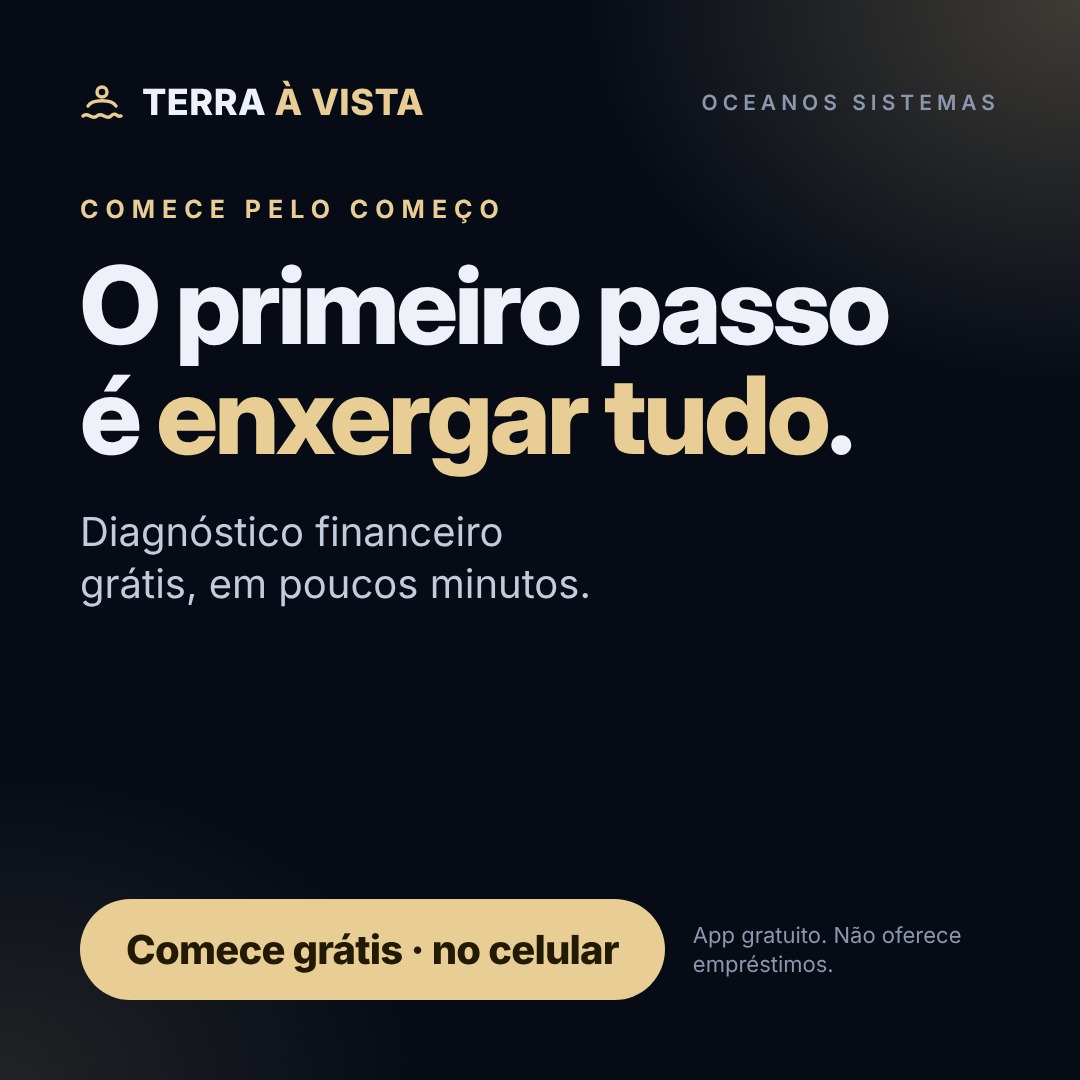 TERRA À VISTA
OCEANOS SISTEMAS
COMECE PELO COMEÇO
O primeiro passo
é enxergar tudo.
Diagnóstico financeiro
grátis, em poucos minutos.
Comece grátis · no celular
App gratuito. Não oferece
empréstimos.